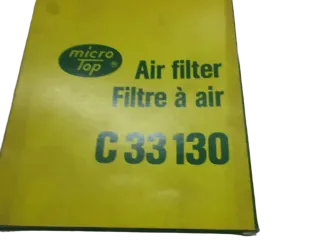 micro
Top
Air filter
Filtre à air
C 33 130